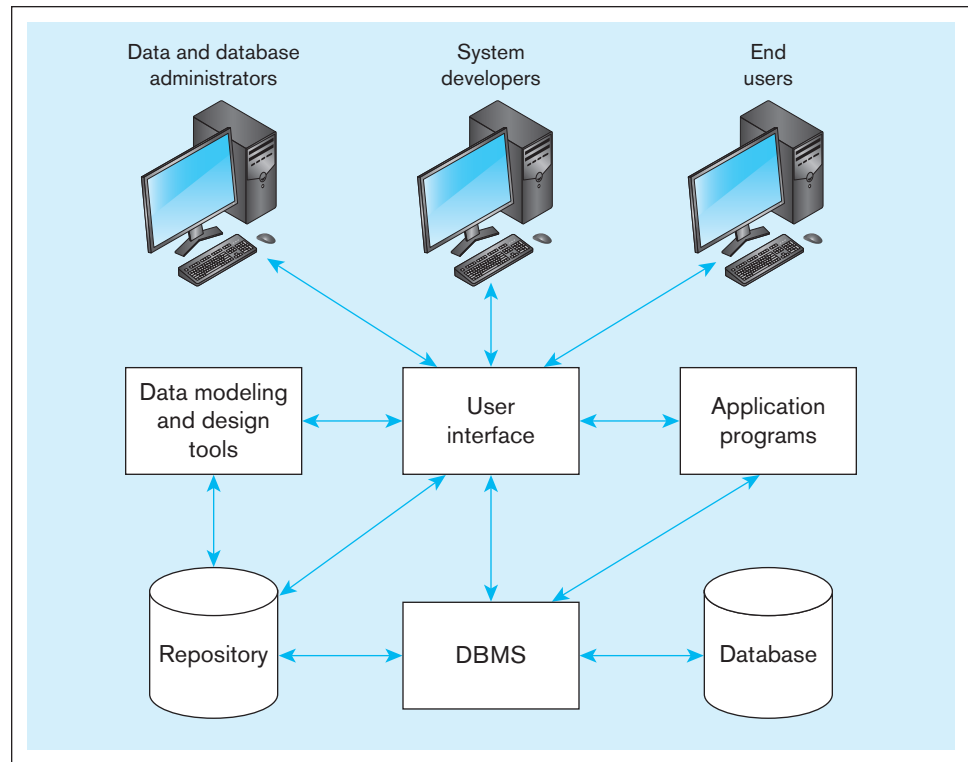 Data and database
administrators
System
developers
End
users
Data modeling
and design
tools
User
interface
Application
programs
Repository
DBMS
Database